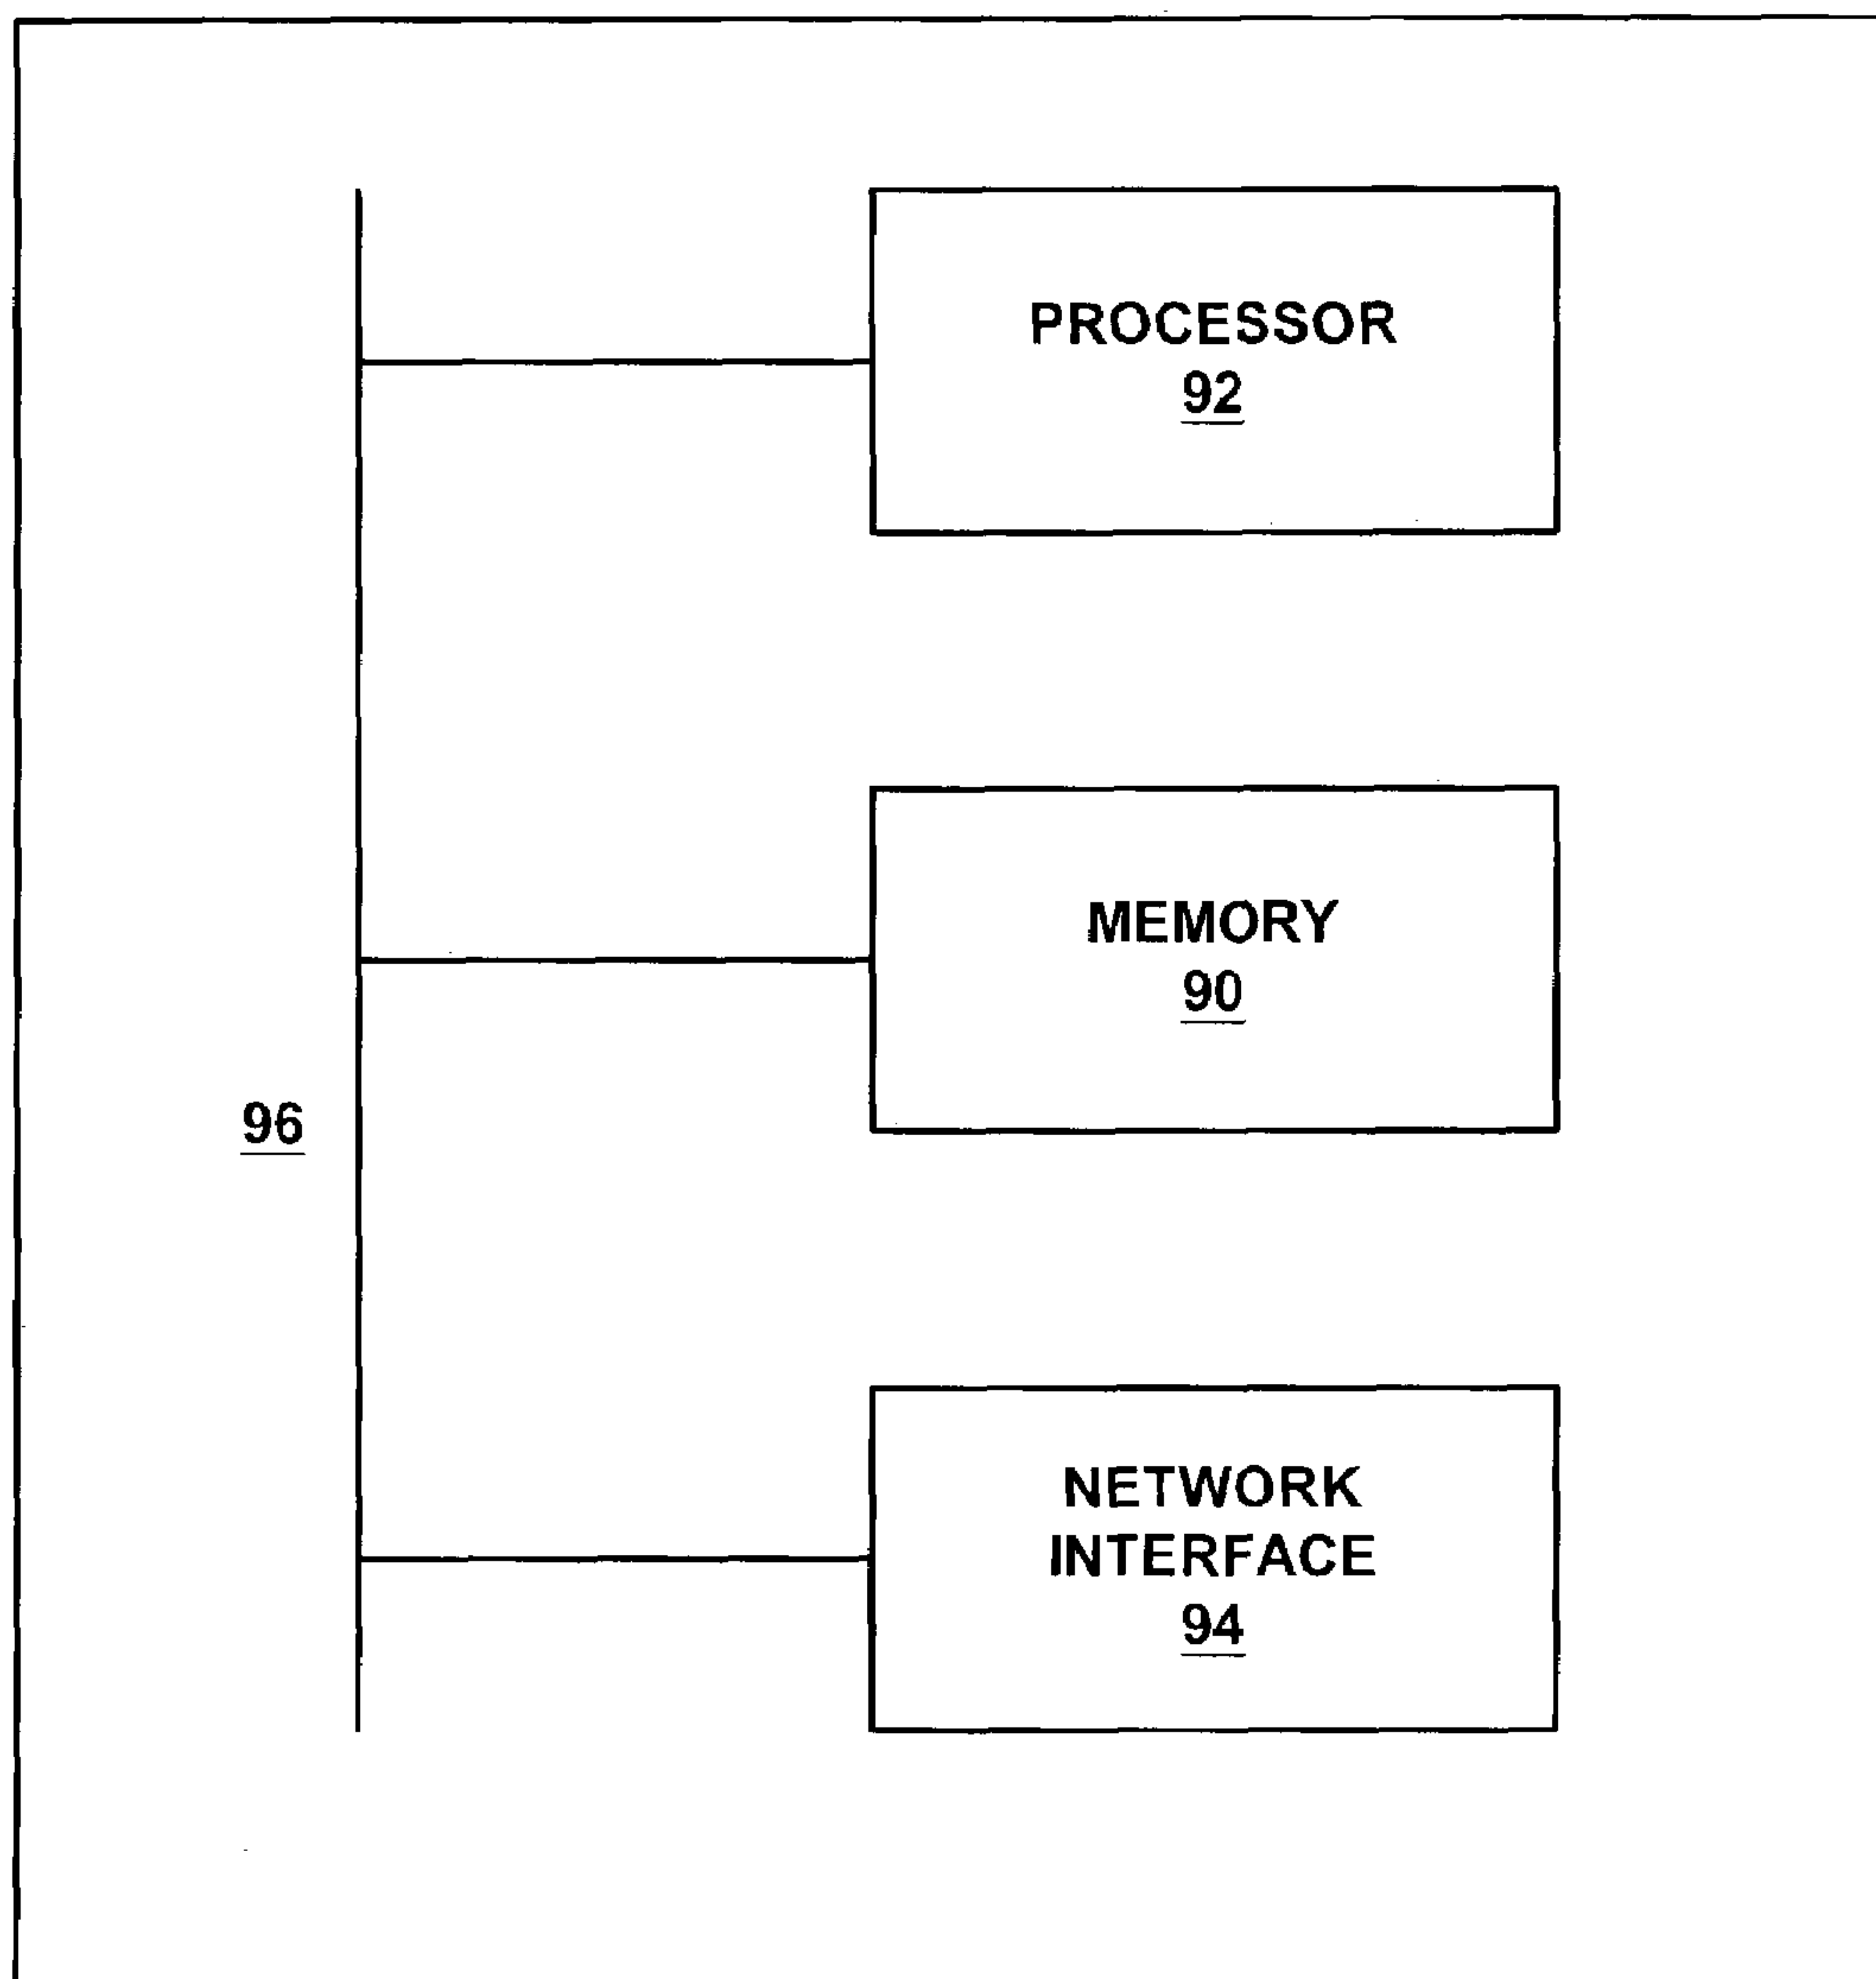 PROCESSOR
92
MEMORY
90
96
NETWORK
INTERFACE
94